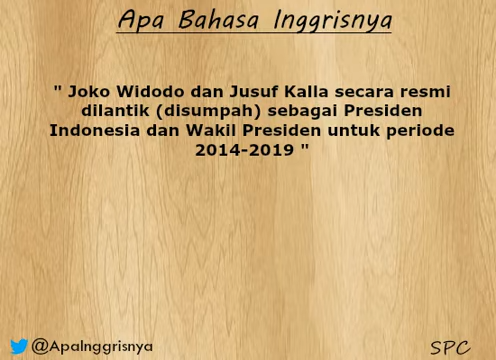 Apa Bahasa Inggrisnya
" Joko Widodo dan Jusuf Kalla secara resmi
dilantik (disumpah) sebagai Presiden
Indonesia dan Wakil Presiden untuk periode
2014-2019 "
@ApaInggrisnya
SPC